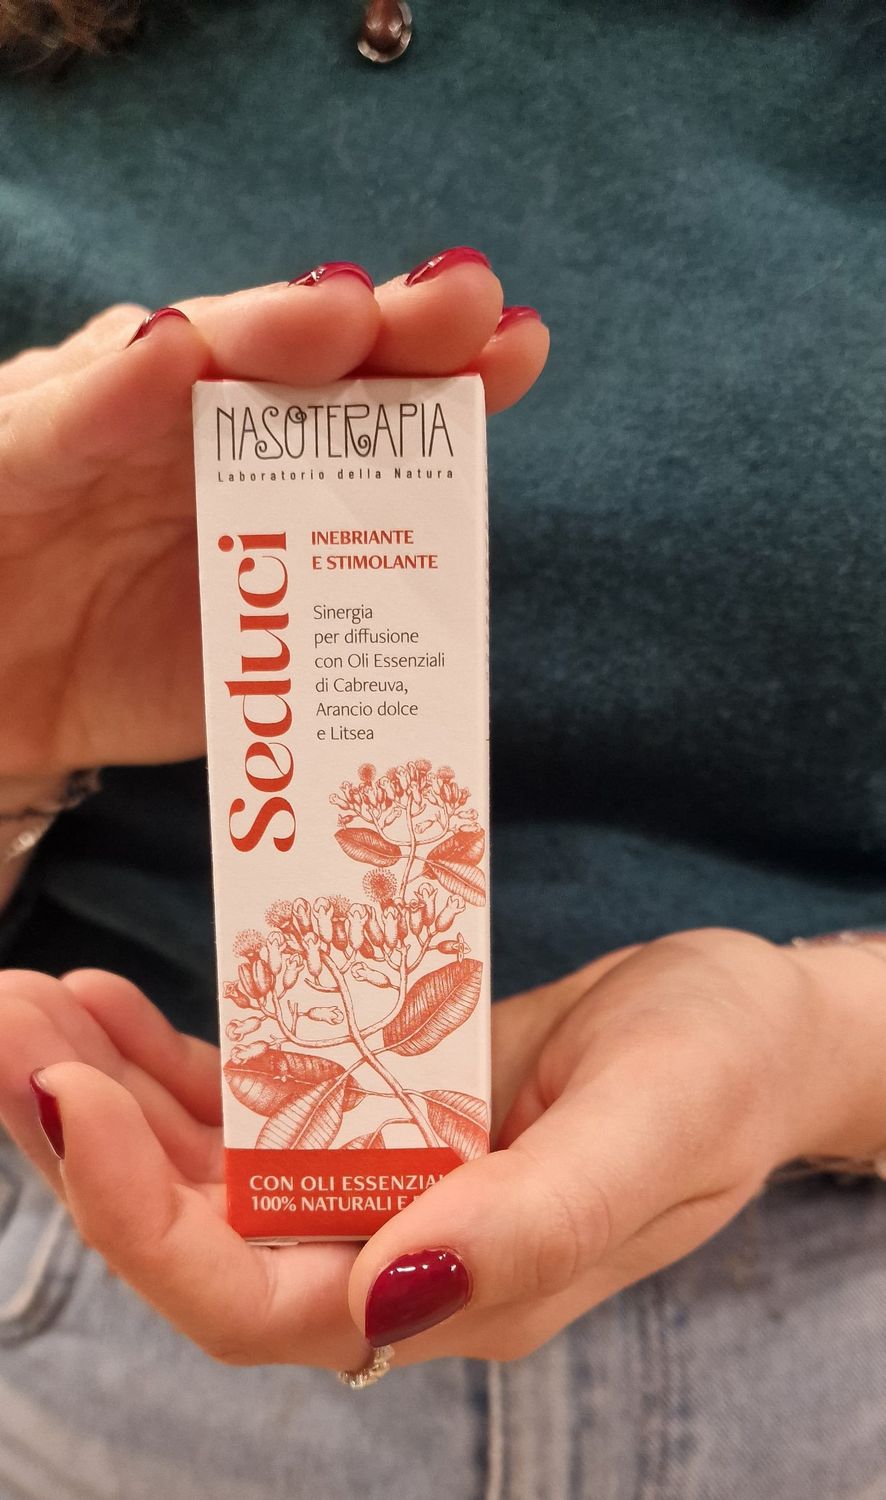 NASOTERAPIA
Laboratorio della Natura
Seduci
INEBRIANTE
E STIMOLANTE
Sinergia
per diffusione
con Oli Essenziali
di Cabreuva,
Arancio dolce
e Litsea
CON OLI
100% NATURALI E